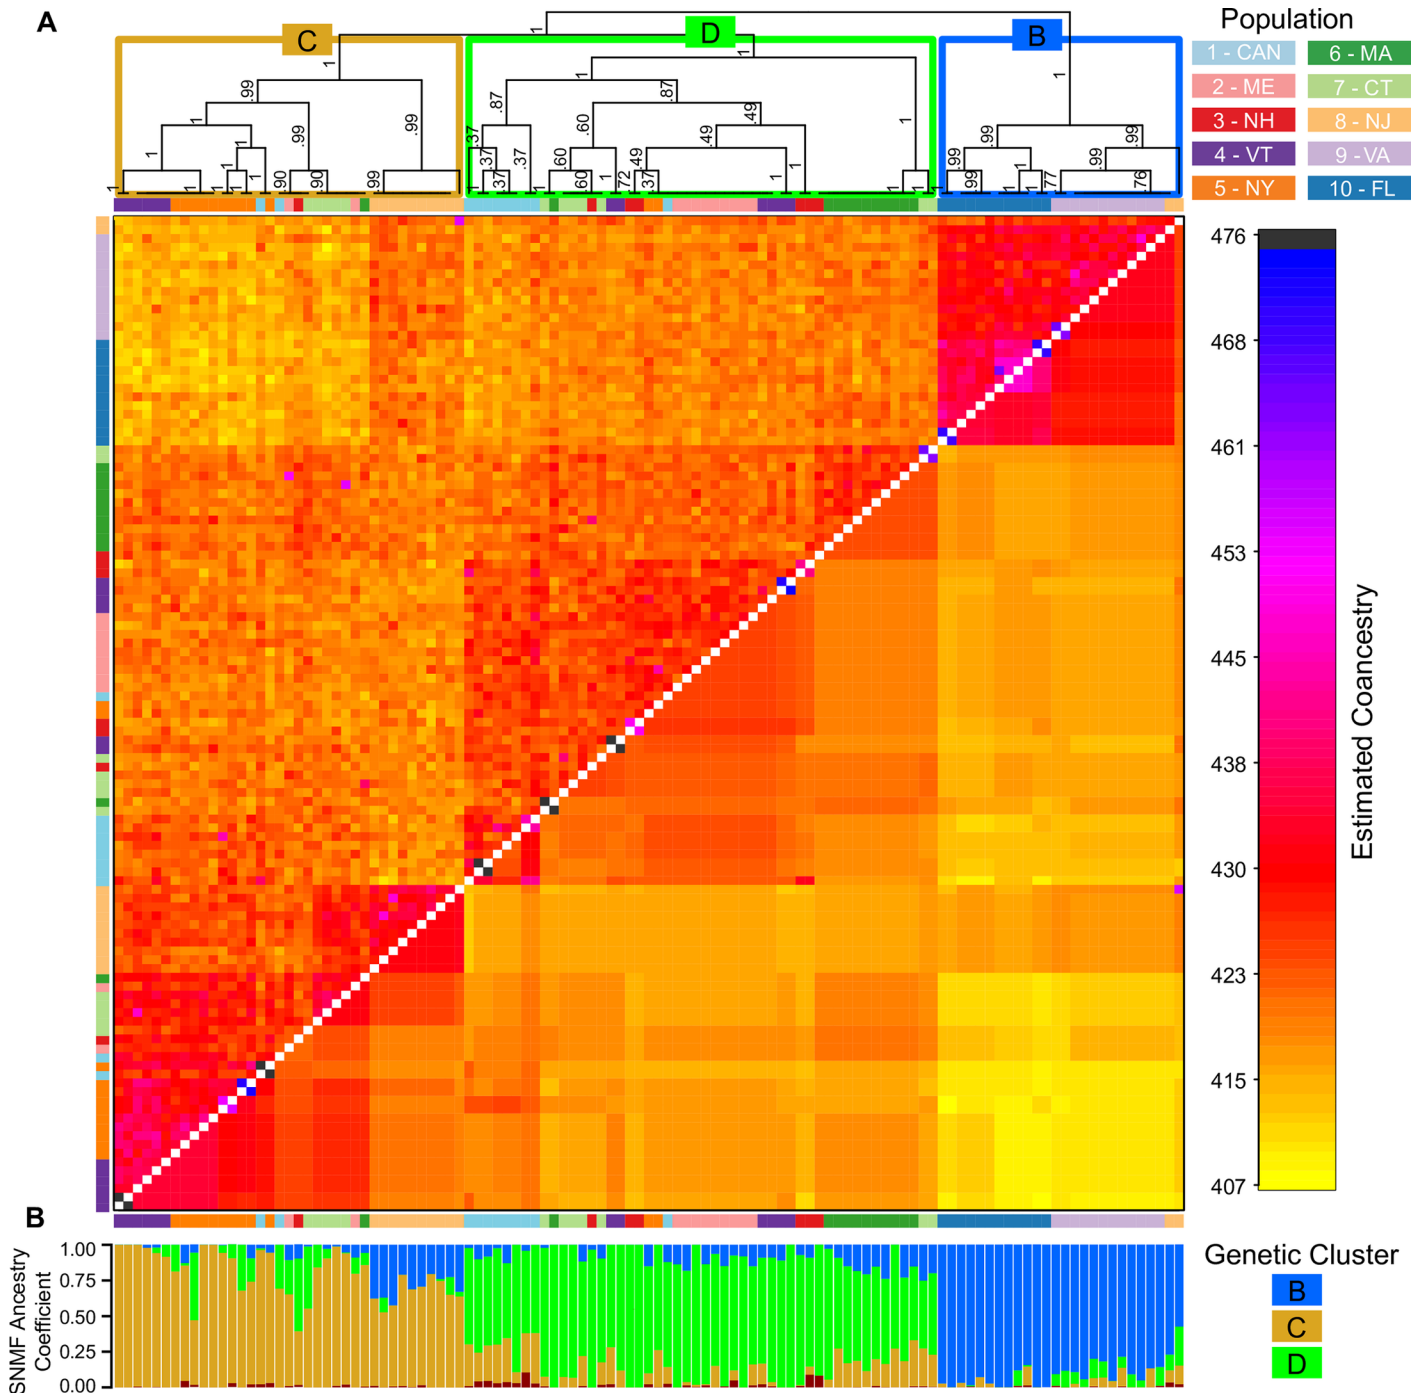 A
C
D
B
Population
1 - CAN
6 - MA
2 - ME
7 - CT
3 - NH
8 - NJ
4 - VT
9 - VA
5 - NY
10 - FL
1
1
1
1
.99
.87
.87
.99
1
.99
.49
1
.60
.49
.37
.99
.99
1
1
.37
.37
.60
.49
1
.99
1
.99
1
1
1
.90
.90
.99
1
.37
1
.60
1
.72
.37
1
1
1
.99
1
1
.77
.76
476
468
461
453
445
438
430
423
415
407
Estimated Coancestry
B
SNMF Ancestry
Coefficient
1.00
0.75
0.50
0.25
0.00
Genetic Cluster
B
C
D